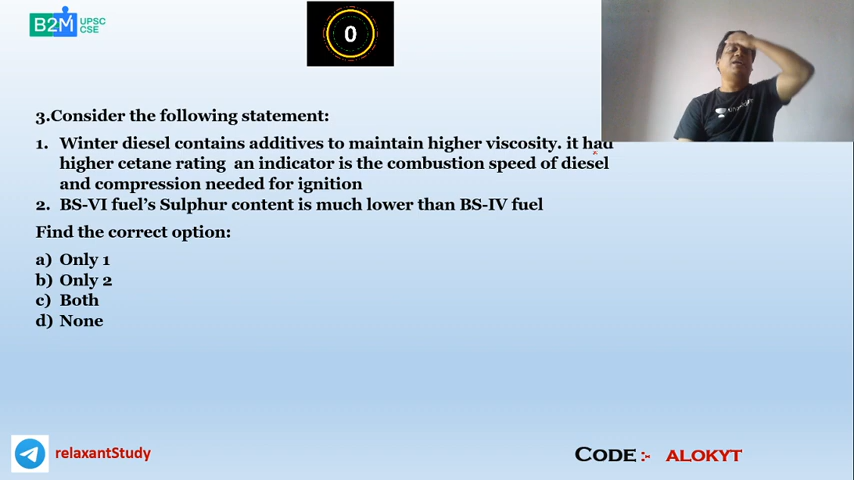 B2M UPSC
CSE
0
3.Consider the following statement:
1. Winter diesel contains additives to maintain higher viscosity. it had
higher cetane rating an indicator is the combustion speed of diesel
and compression needed for ignition
2. BS-VI fuel's Sulphur content is much lower than BS-IV fuel
Find the correct option:
a) Only 1
b) Only 2
c) Both
d) None
relaxantStudy
CODE :- ALOKYT